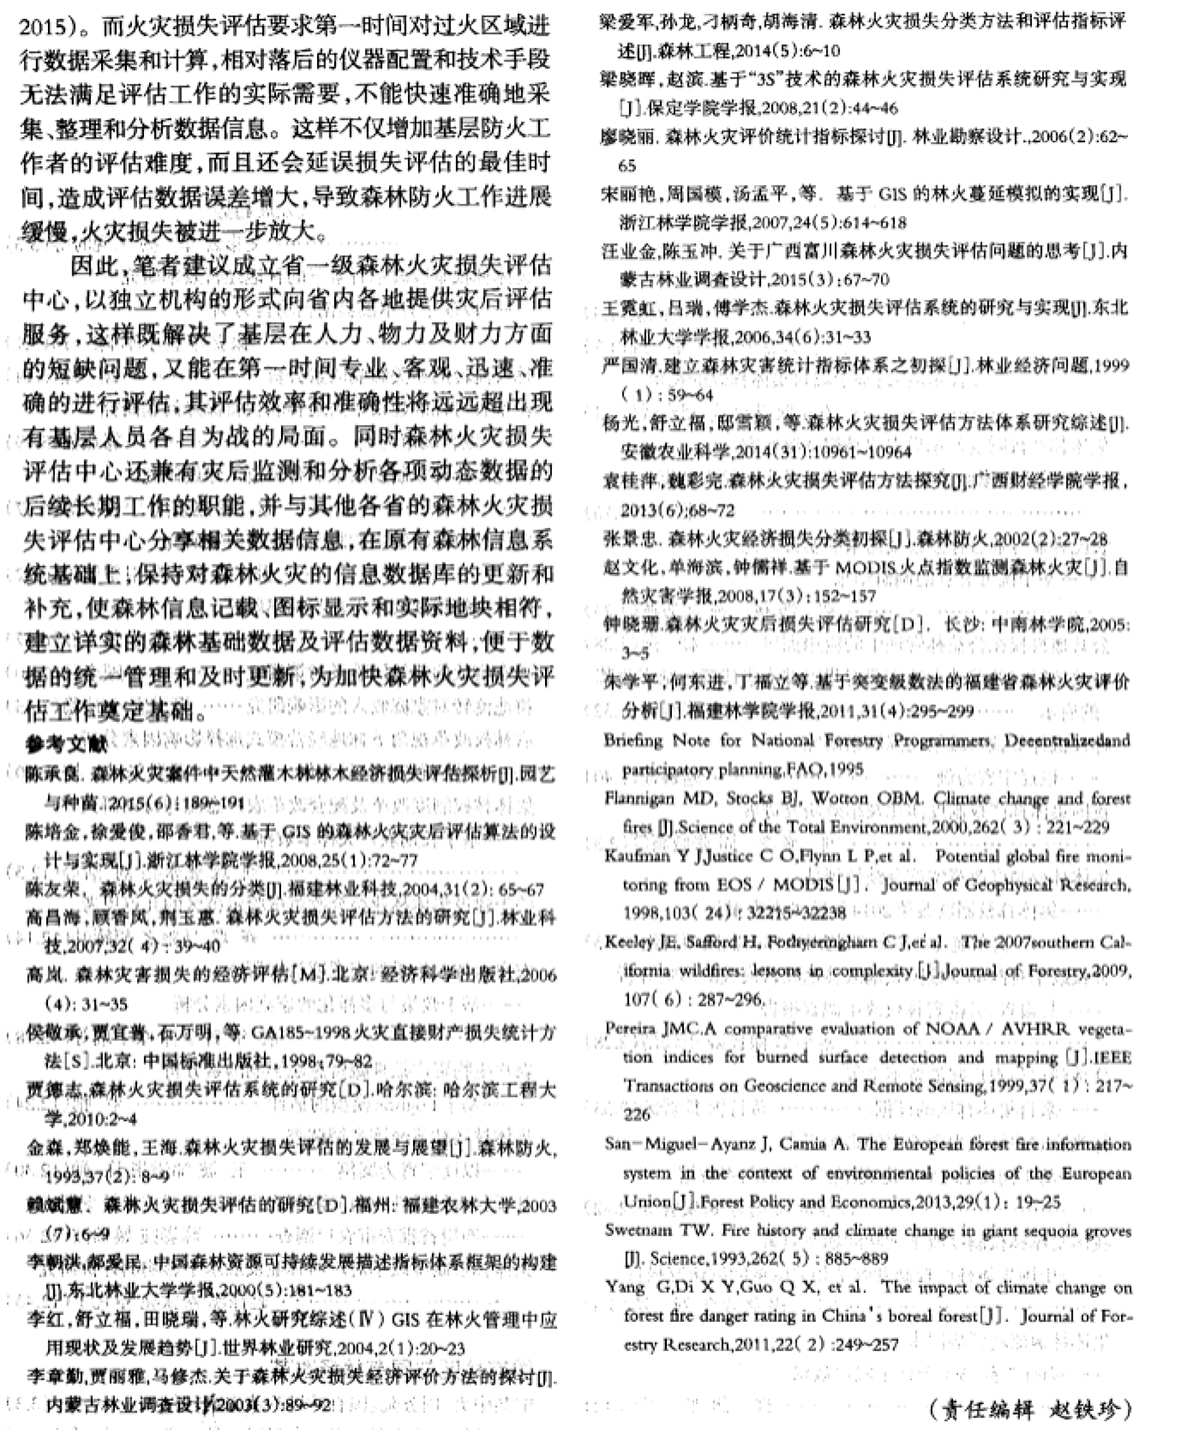 2015)。而火灾损失评估要求第一时间对过火区域进
行数据采集和计算,相对落后的仪器配置和技术手段
无法满足评估工作的实际需要,不能快速准确地采
集、整理和分析数据信息。这样不仅增加基层防火工
作者的评估难度,而且还会延误损失评估的最佳时
间,造成评估数据误差增大,导致森林防火工作进展
缓慢,火灾损失被进一步放大。
因此,笔者建议成立省一级森林火灾损失评估
中心,以独立机构的形式向省内各地提供灾后评估
服务,这样既解决了基层在人力、物力及财力方面
的短缺问题,又能在第一时间专业、客观、迅速、准
确的进行评估,其评估效率和准确性将远远超出现
有基层人员各自为战的局面。同时森林火灾损失
评估中心还兼有灾后监测和分析各项动态数据的
后续长期工作的职能,并与其他各省的森林火灾损
失评估中心分享相关数据信息,在原有森林信息系
统基础上,保持对森林火灾的信息数据库的更新和
补充,使森林信息记载、图标显示和实际地块相符,
建立详实的森林基础数据及评估数据资料,便于数
据的统一管理和及时更新,为加快森林火灾损失评
估工作奠定基础。
参考文献
陈承良. 森林火灾案件中天然灌木林林木经济损失评估探析[J].园艺
与种苗,2015(6):189~191
陈培金,徐爱俊,邵香君,等.基于 GIS 的森林火灾灾后评估算法的设
计与实现[J].浙江林学院学报,2008,25(1):72~77
陈友荣. 森林火灾损失的分类[J].福建林业科技,2004,31(2): 65~67
高昌海,顾香凤,荆玉惠. 森林火灾损失评估方法的研究[J].林业科
技,2007,32( 4) : 39~40
高岚. 森林灾害损失的经济评估[M].北京: 经济科学出版社,2006
(4): 31~35
侯敬承,贾宜普,石万明,等. GA185~1998火灾直接财产损失统计方
法[S].北京: 中国标准出版社,1998:79~82
贾德志.森林火灾损失评估系统的研究[D].哈尔滨: 哈尔滨工程大
学,2010:2~4
金森,郑焕能,王海.森林火灾损失评估的发展与展望[J].森林防火,
1993,37(2): 8~9
赖斌慧. 森林火灾损失评估的研究[D].福州: 福建农林大学,2003
(7):6~9
李朝洪,郝爱民. 中国森林资源可持续发展描述指标体系框架的构建
[J].东北林业大学学报,2000(5):181~183
李红,舒立福,田晓瑞,等.林火研究综述(Ⅳ) GIS 在林火管理中应
用现状及发展趋势[J].世界林业研究,2004,2(1):20~23
李章勤,贾丽雅,马修杰.关于森林火灾损失经济评价方法的探讨[J].
内蒙古林业调查设计,2003(3):89~92
梁爱军,孙龙,刁柄奇,胡海清. 森林火灾损失分类方法和评估指标评
述[J].森林工程,2014(5):6~10
梁晓晖,赵滨.基于“3S”技术的森林火灾损失评估系统研究与实现
[J].保定学院学报,2008,21(2):44~46
廖晓丽. 森林火灾评价统计指标探讨[J]. 林业勘察设计.,2006(2):62~
65
宋丽艳,周国模,汤孟平,等. 基于 GIS 的林火蔓延模拟的实现[J].
浙江林学院学报,2007,24(5):614~618
汪业金,陈玉冲. 关于广西富川森林火灾损失评估问题的思考[J].内
蒙古林业调查设计,2015(3):67~70
王霓虹,吕瑞,傅学杰.森林火灾损失评估系统的研究与实现[J].东北
林业大学学报,2006,34(6):31~33
严国清.建立森林灾害统计指标体系之初探[J].林业经济问题,1999
( 1) : 59~64
杨光,舒立福,邸雪颖,等.森林火灾损失评估方法体系研究综述[J].
安徽农业科学,2014(31):10961~10964
袁桂萍,魏彩完.森林火灾损失评估方法探究[J].广西财经学院学报,
2013(6):68~72
张景忠. 森林火灾经济损失分类初探[J].森林防火,2002(2):27~28
赵文化,单海滨,钟儒祥.基于 MODIS 火点指数监测森林火灾[J].自
然灾害学报,2008,17(3):152~157
钟晓珊.森林火灾灾后损失评估研究[D]. 长沙: 中南林学院,2005:
3~5
朱学平,何东进,丁福立等.基于突变级数法的福建省森林火灾评价
分析[J].福建林学院学报,2011,31(4):295~299
Briefing Note for National Forestry Programmers. Decentralizedand
participatory planning,FAO,1995
Flannigan MD, Stocks BJ, Wotton OBM. Climate change and forest
fires [J].Science of the Total Environment,2000,262( 3) : 221~229
Kaufman Y J,Justice C O,Flynn L P,et al. Potential global fire moni-
toring from EOS / MODIS[J]. Journal of Geophysical Research,
1998,103( 24) : 32215~32238
Keeley JE, Safford H, Fotheringham C J,et al. The 2007southern Cal-
ifornia wildfires: lessons in complexity.[J].Journal of Forestry,2009,
107( 6) : 287~296.
Pereira JMC.A comparative evaluation of NOAA / AVHRR vegeta-
tion indices for burned surface detection and mapping [J].IEEE
Transactions on Geoscience and Remote Sensing,1999,37( 1) : 217~
226
San-Miguel-Ayanz J, Camia A. The European forest fire information
system in the context of environmental policies of the European
Union[J].Forest Policy and Economics,2013,29(1): 19~25
Swetnam TW. Fire history and climate change in giant sequoia groves
[J]. Science,1993,262( 5) : 885~889
Yang G,Di X Y,Guo Q X, et al. The impact of climate change on
forest fire danger rating in China's boreal forest[J]. Journal of For-
estry Research,2011,22( 2) :249~257
(责任编辑 赵铁珍)